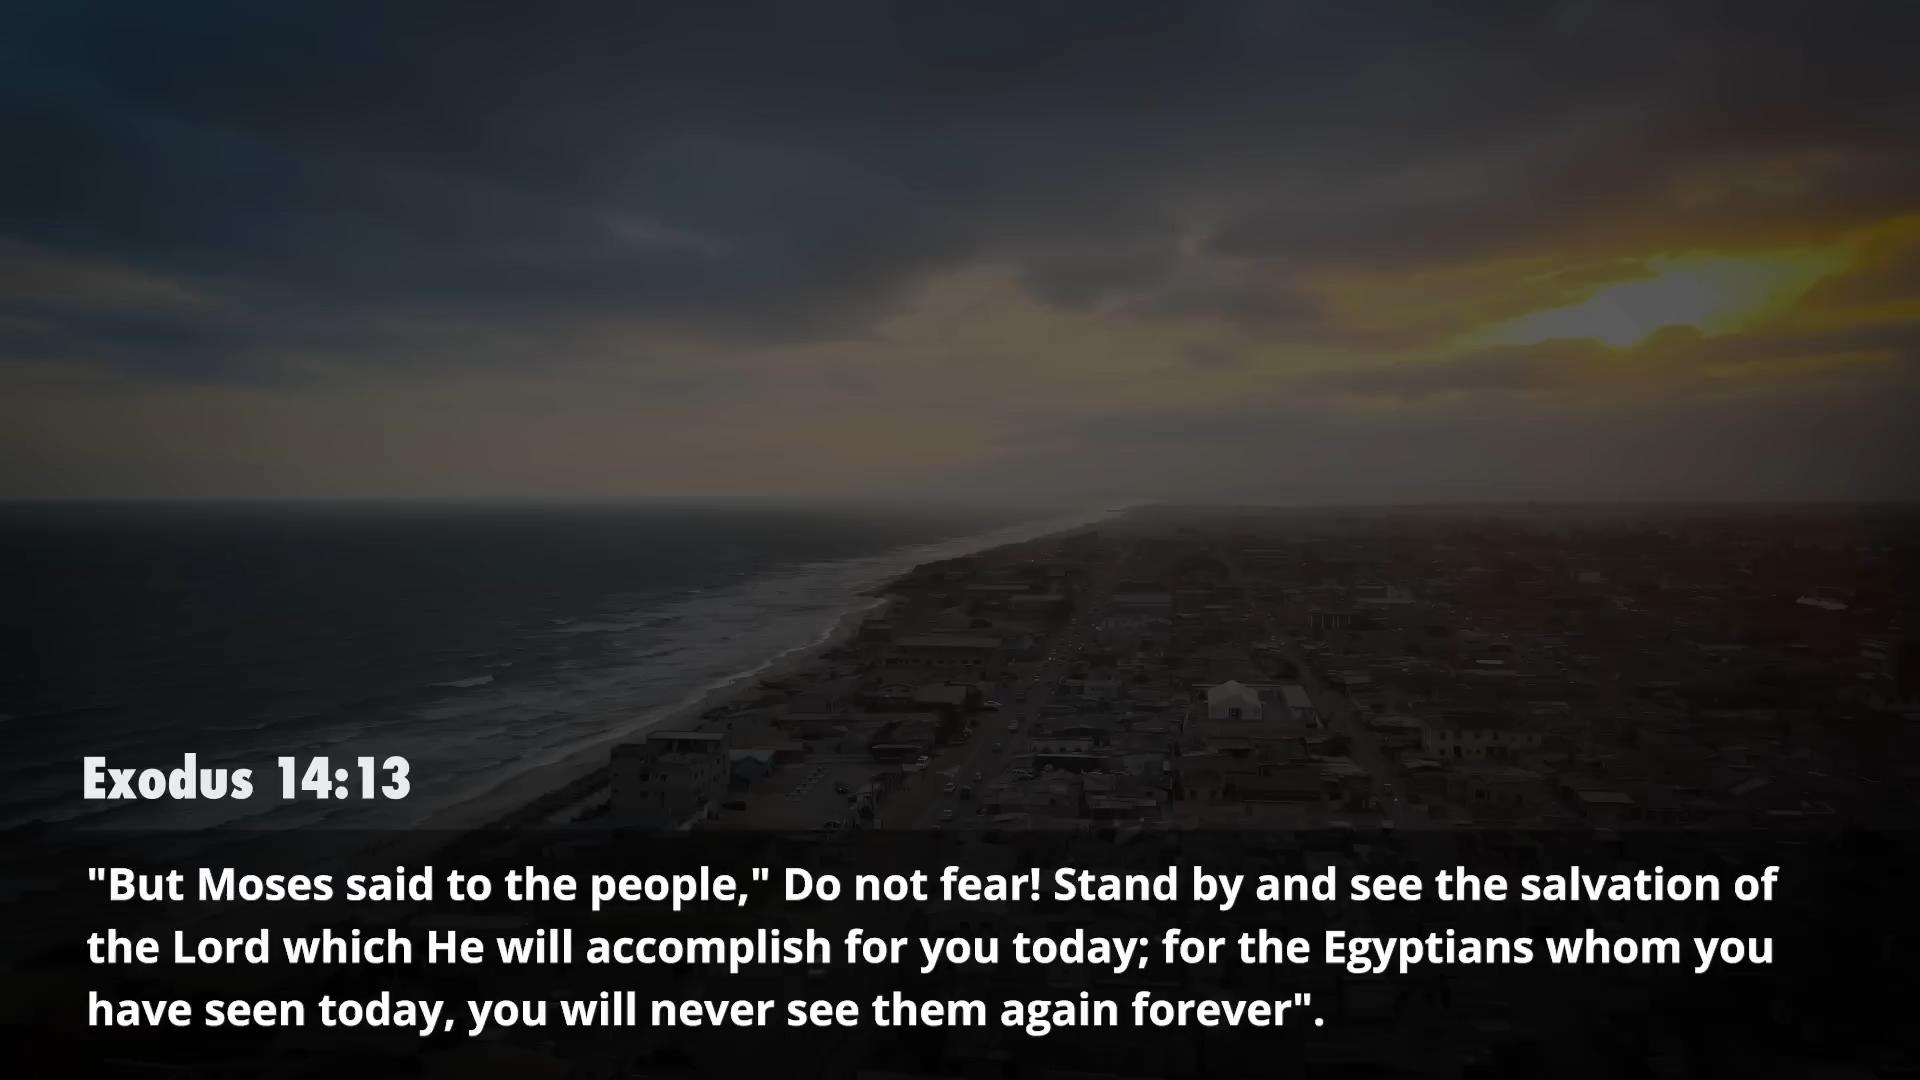 Exodus 14:13
"But Moses said to the people," Do not fear! Stand by and see the salvation of
the Lord which He will accomplish for you today; for the Egyptians whom you
have seen today, you will never see them again forever".